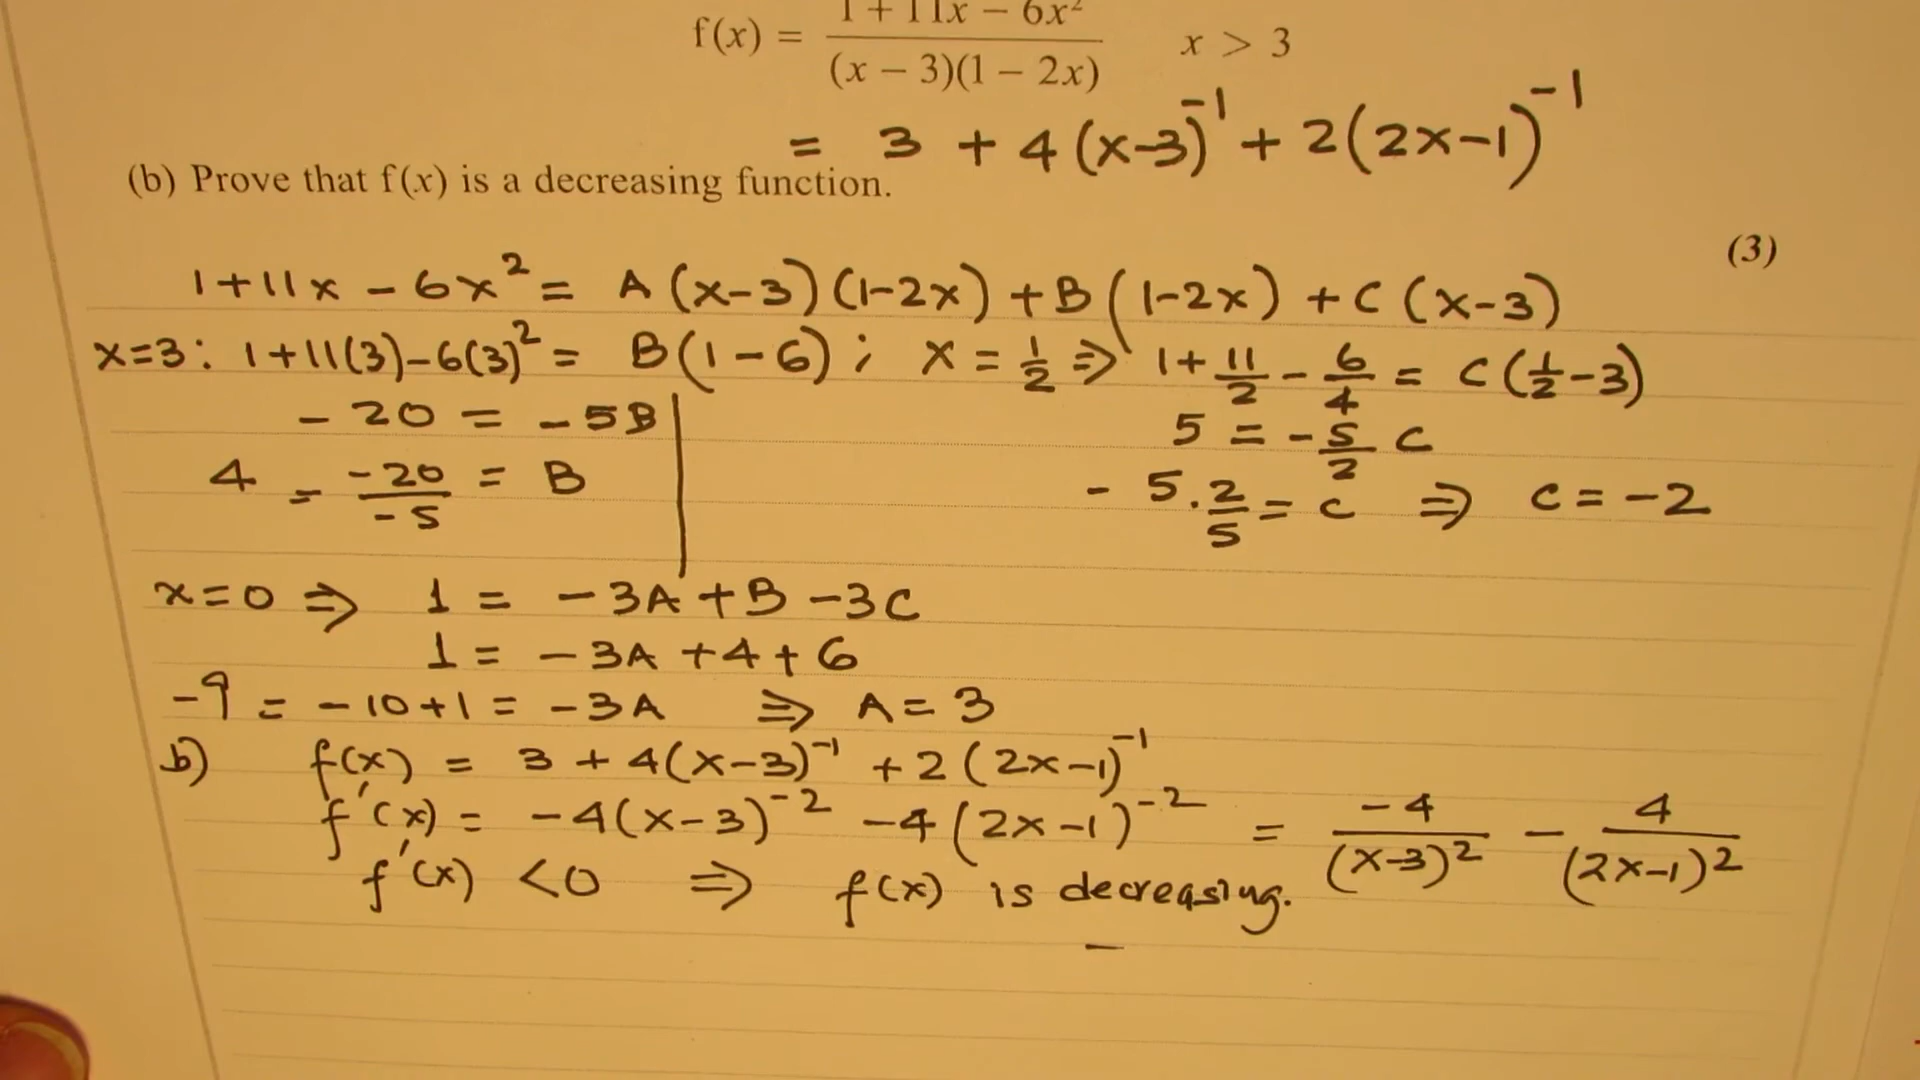 f(x) = (1 + 11x − 6x²)/((x − 3)(1 − 2x))    x > 3
= 3 + 4(x-3)⁻¹ + 2(2x-1)⁻¹
(b) Prove that f(x) is a decreasing function.
(3)
1+11x - 6x² = A(x-3)(1-2x) + B(1-2x) + C(x-3)
x=3: 1+11(3)-6(3)² = B(1-6); x = 1/2 ⇒ 1 + 11/2 - 6/4 = C(1/2-3)
- 20 = - 5B    5 = - 5/2 C
4 = -20/-5 = B    - 5.2/5 = C ⇒ C = -2
x=0 ⇒ 1 = -3A + B - 3C
1 = -3A + 4 + 6
-9 = -10+1 = -3A ⇒ A = 3
b) f(x) = 3 + 4(x-3)⁻¹ + 2(2x-1)⁻¹
f'(x) = -4(x-3)⁻² - 4(2x-1)⁻² = -4/(x-3)² - 4/(2x-1)²
f'(x) < 0 ⇒ f(x) is decreasing.